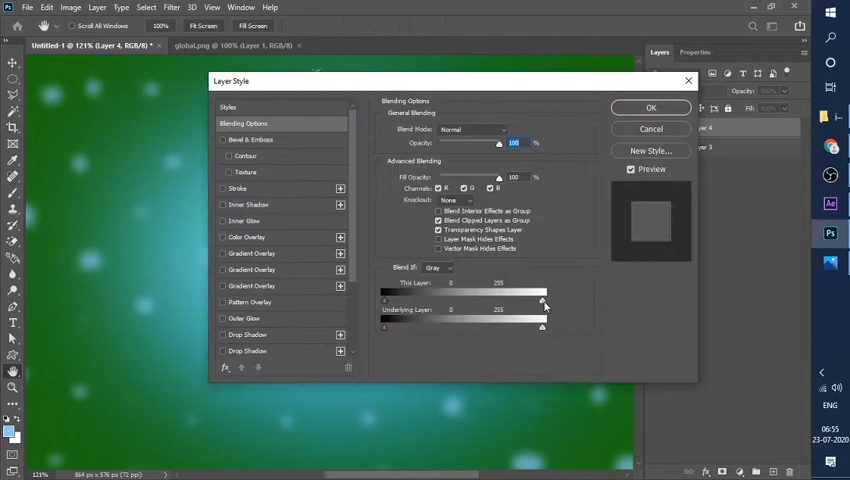 File Edit Image Layer Type Select Filter 3D View Window Help
Scroll All Windows 100% Fit Screen Fill Screen
Untitled-1 @ 121% (Layer 4, RGB/8) * × global.png @ 100% (Layer 1, RGB/8) ×
Layers Properties
Opacity:
Fill:
Layer Style
Styles
Blending Options
Bevel & Emboss
Contour
Texture
Stroke
Inner Shadow
Inner Glow
Color Overlay
Gradient Overlay
Gradient Overlay
Gradient Overlay
Pattern Overlay
Outer Glow
Drop Shadow
Drop Shadow
fx
Blending Options
General Blending
Blend Mode: Normal
Opacity: 100 %
Advanced Blending
Fill Opacity: 100 %
Channels: R G B
Knockout: None
Blend Interior Effects as Group
Blend Clipped Layers as Group
Transparency Shapes Layer
Layer Mask Hides Effects
Vector Mask Hides Effects
Blend If: Gray
This Layer: 0 255
Underlying Layer: 0 255
OK
Cancel
New Style...
Preview
yer 4
yer 3
121% 864 px x 576 px (72 ppi)
fx
Ps
Ae
Ps
ENG
06:55
23-07-2020